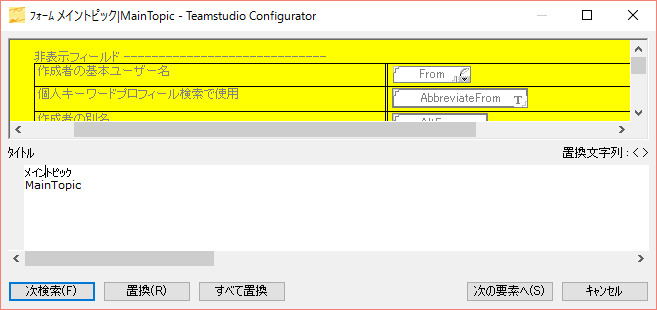 ﾌｫｰﾑ メイントピック|MainTopic - Teamstudio Configurator
非表示フィールド -----------------------------
作成者の基本ユーザー名 From
個人キーワードプロフィール検索で使用 AbbreviateFrom T
作成者の別名
タイトル 置換文字列 : < >
メイントピック
MainTopic
次検索(F) 置換(R) すべて置換 次の要素へ(S) ｷｬﾝｾﾙ